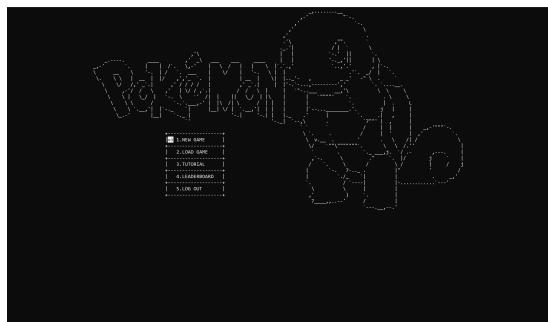 POKéMON
1.NEW GAME
2.LOAD GAME
3.TUTORIAL
4.LEADERBOARD
5.LOG OUT